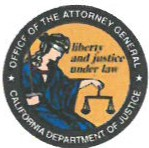 OFFICE OF THE ATTORNEY GENERAL
liberty
and justice
under law
CALIFORNIA DEPARTMENT OF JUSTICE